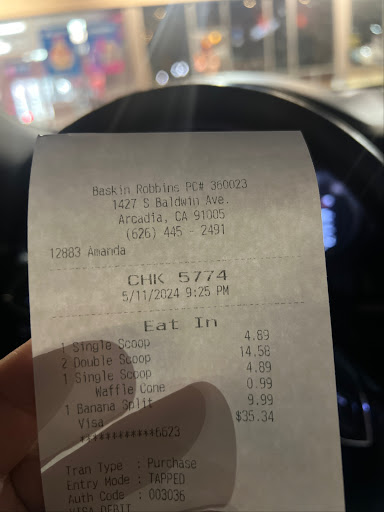 Baskin Robbins PC# 360023
1427 S Baldwin Ave.
Arcadia, CA 91005
(626) 445 - 2491
12883 Amanda
CHK 5774
5/11/2024 9:25 PM
Eat In
1 Single Scoop 4.89
2 Double Scoop 14.58
1 Single Scoop 4.89
Waffle Cone 0.99
1 Banana Split 9.99
Visa $35.34
************6623
Tran Type : Purchase
Entry Mode : TAPPED
Auth Code : 003036
VISA DEBIT